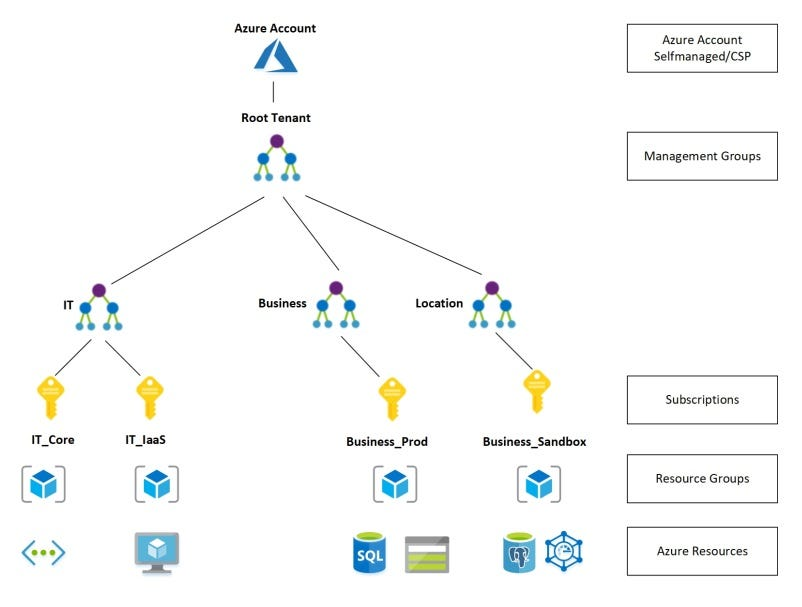 Azure Account
Azure Account
Selfmanaged/CSP
Root Tenant
Management Groups
IT
Business
Location
Subscriptions
IT_Core
IT_IaaS
Business_Prod
Business_Sandbox
Resource Groups
SQL
Azure Resources